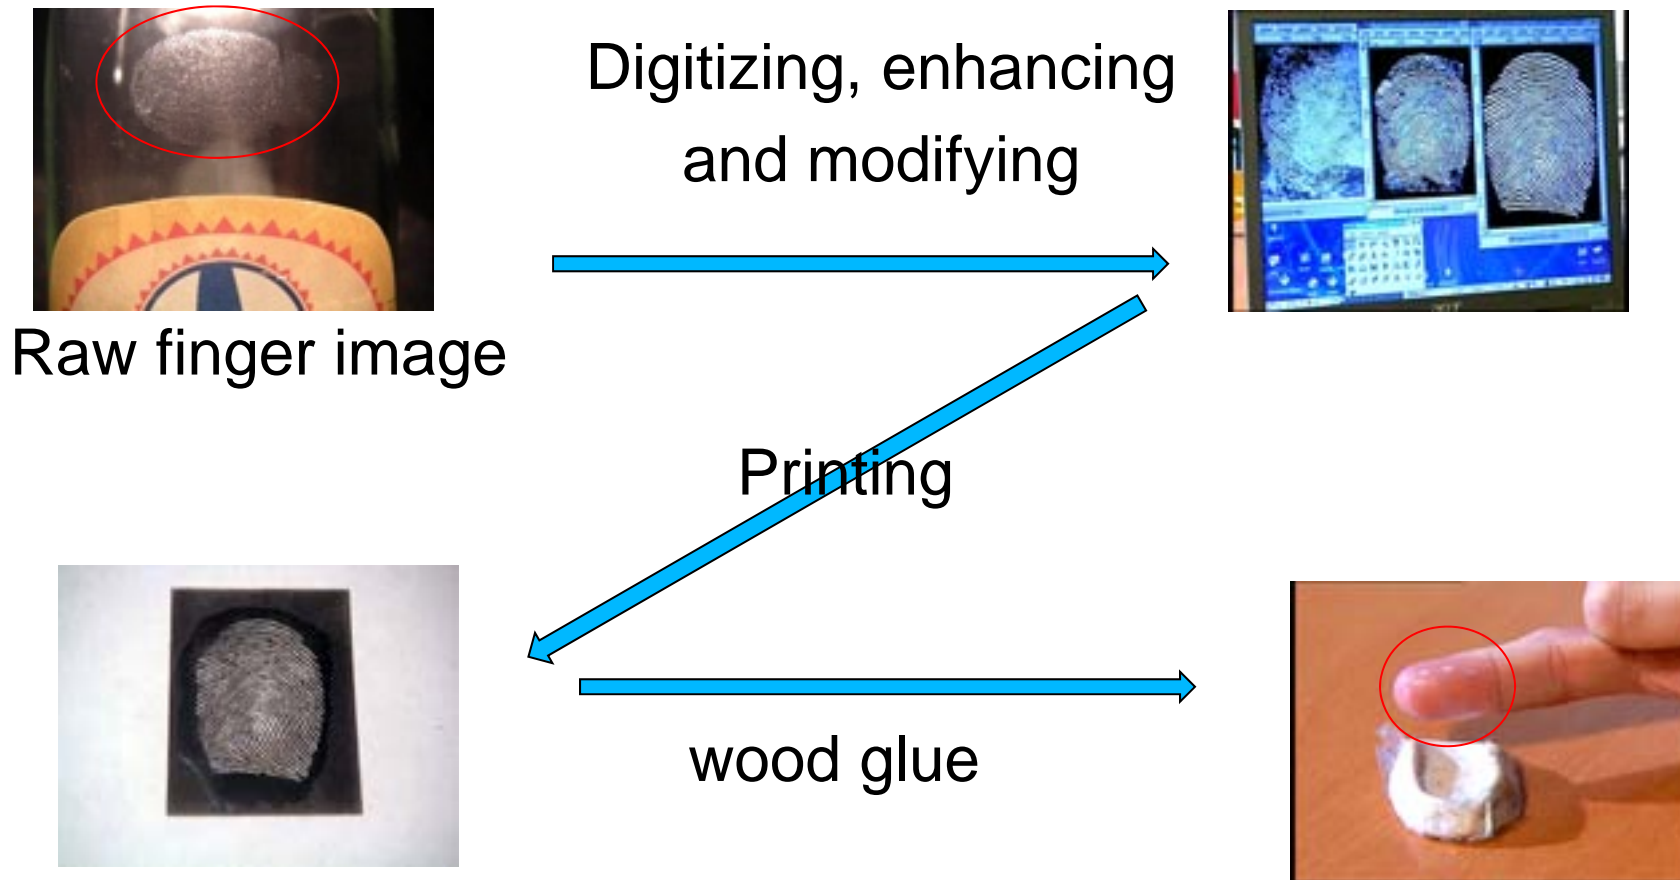 Digitizing, enhancing
and modifying
Raw finger image
Printing
wood glue